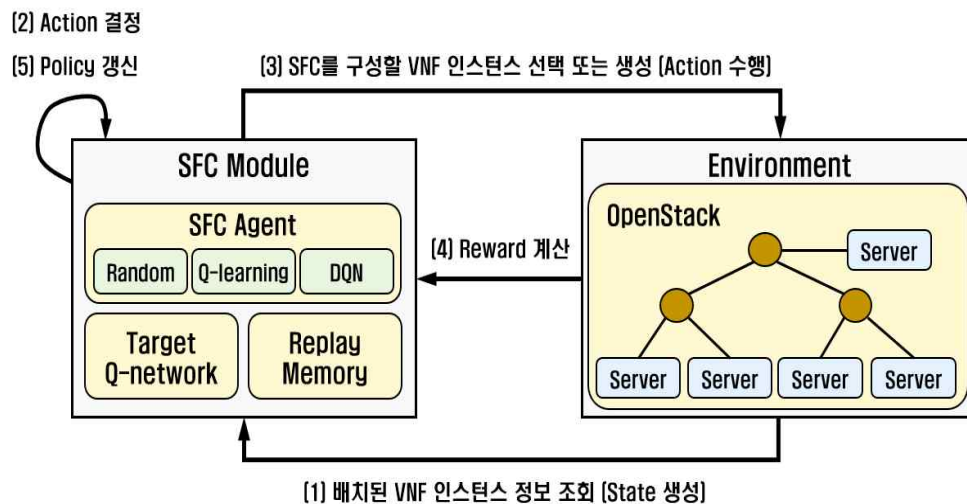 (2) Action 결정
(5) Policy 갱신
(3) SFC를 구성할 VNF 인스턴스 선택 또는 생성 (Action 수행)
SFC Module
SFC Agent
Random
Q-learning
DQN
Target
Q-network
Replay
Memory
(4) Reward 계산
Environment
OpenStack
Server
Server
Server
Server
Server
(1) 배치된 VNF 인스턴스 정보 조회 (State 생성)